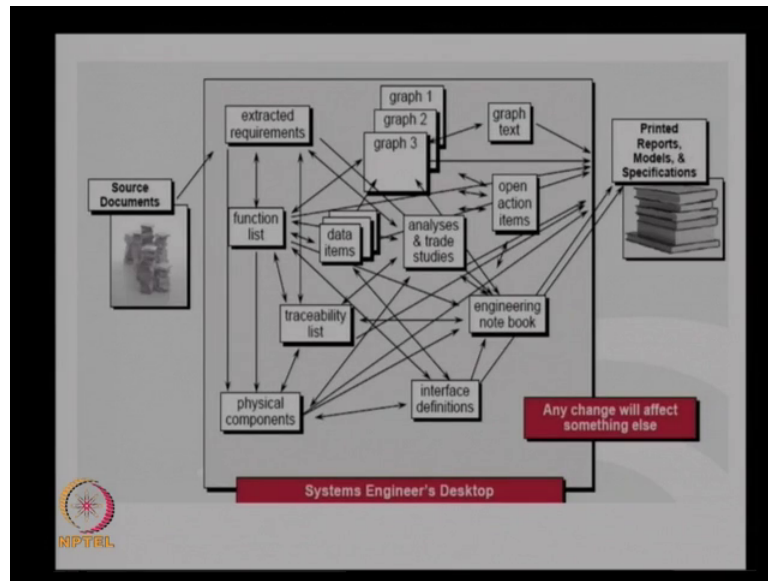 graph 1
graph 2
graph 3
extracted
requirements
graph
text
Printed
Reports,
Models, &
Specifications
Source
Documents
open
action
items
function
list
data
items
analyses
& trade
studies
traceability
list
engineering
note book
physical
components
interface
definitions
Any change will affect
something else
Systems Engineer's Desktop
NPTEL